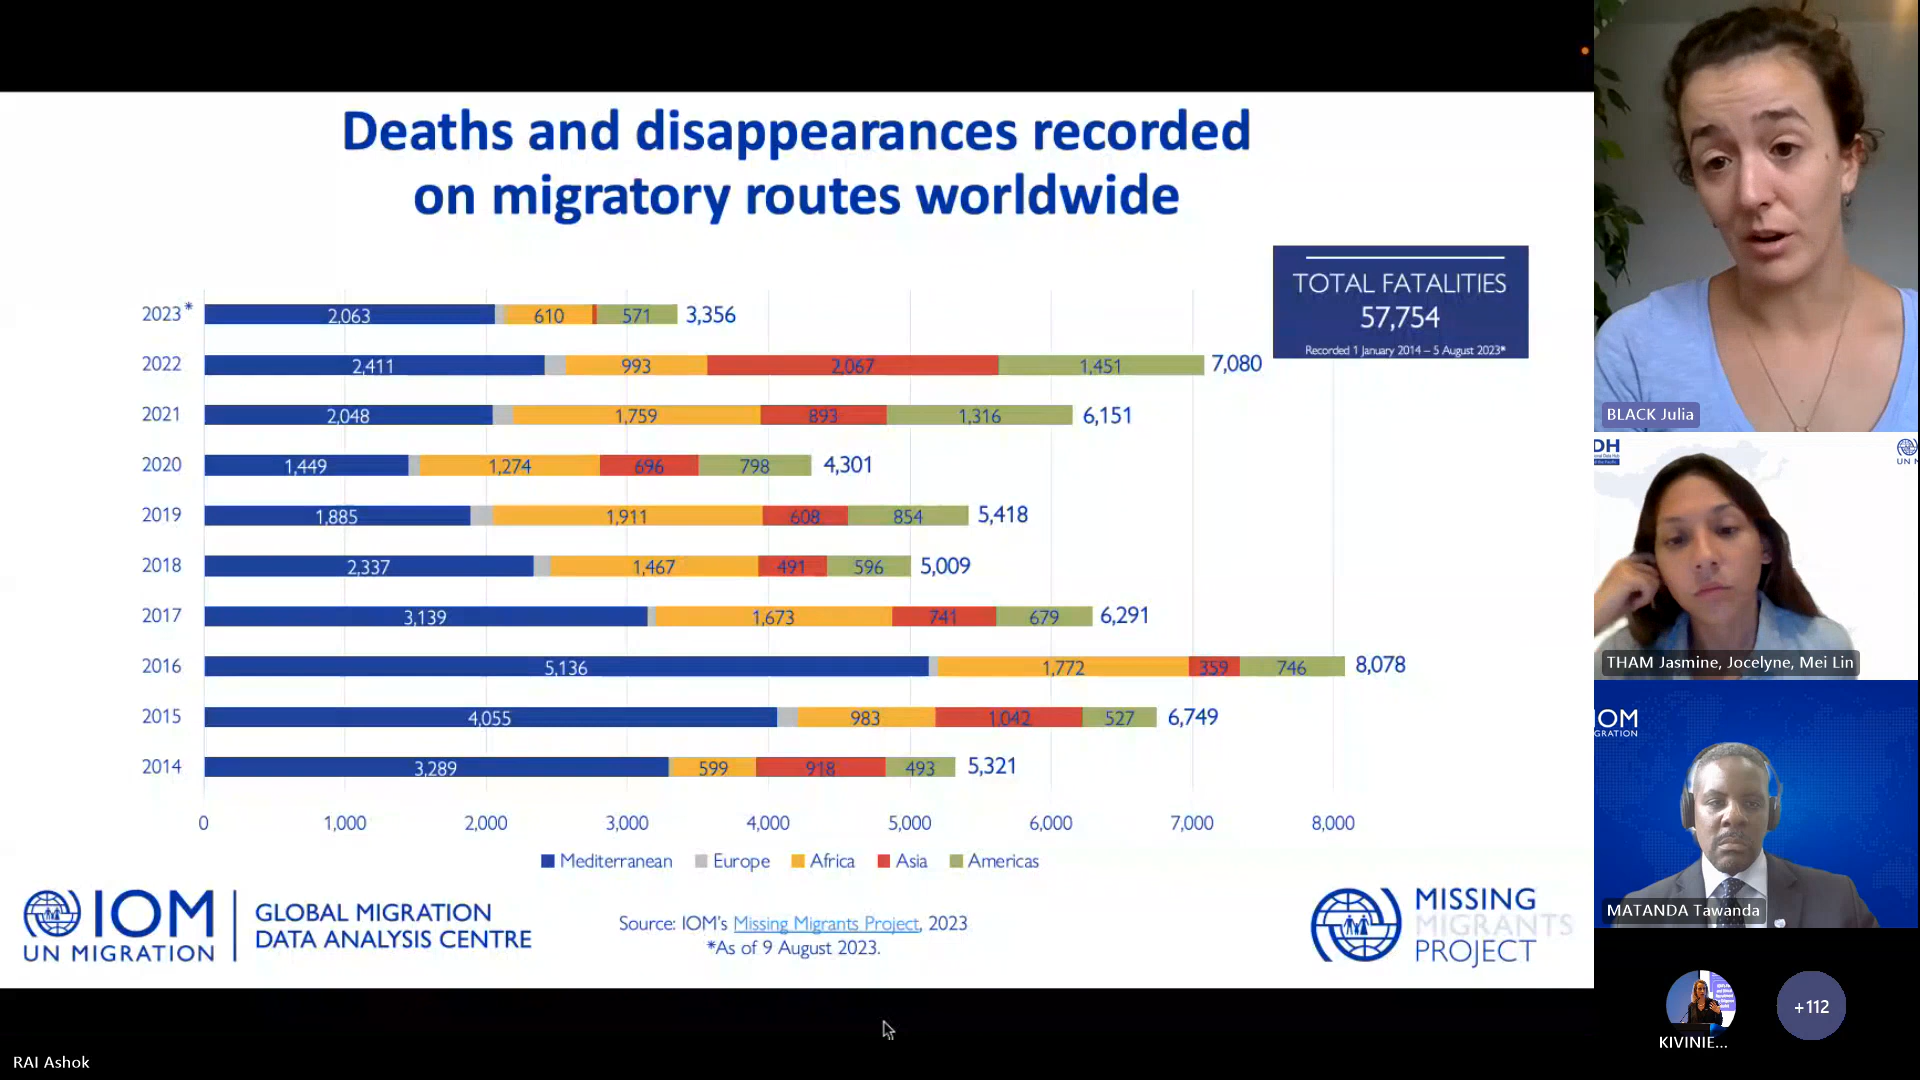 Deaths and disappearances recorded
on migratory routes worldwide
TOTAL FATALITIES
57,754
Recorded 1 January 2014 – 5 August 2023*
2023* 2,063 610 571 3,356
2022 2,411 993 2,067 1,451 7,080
2021 2,048 1,759 893 1,316 6,151
2020 1,449 1,274 696 798 4,301
2019 1,885 1,911 608 854 5,418
2018 2,337 1,467 491 596 5,009
2017 3,139 1,673 741 679 6,291
2016 5,136 1,772 359 746 8,078
2015 4,055 983 1,042 527 6,749
2014 3,289 599 918 493 5,321
0 1,000 2,000 3,000 4,000 5,000 6,000 7,000 8,000
Mediterranean Europe Africa Asia Americas
IOM
UN MIGRATION
GLOBAL MIGRATION
DATA ANALYSIS CENTRE
Source: IOM's Missing Migrants Project, 2023
*As of 9 August 2023.
MISSING
MIGRANTS
PROJECT
RAI Ashok
BLACK Julia
DH
UN M
THAM Jasmine, Jocelyne, Mei Lin
IOM
GRATION
MATANDA Tawanda
KIVINIE...
+112